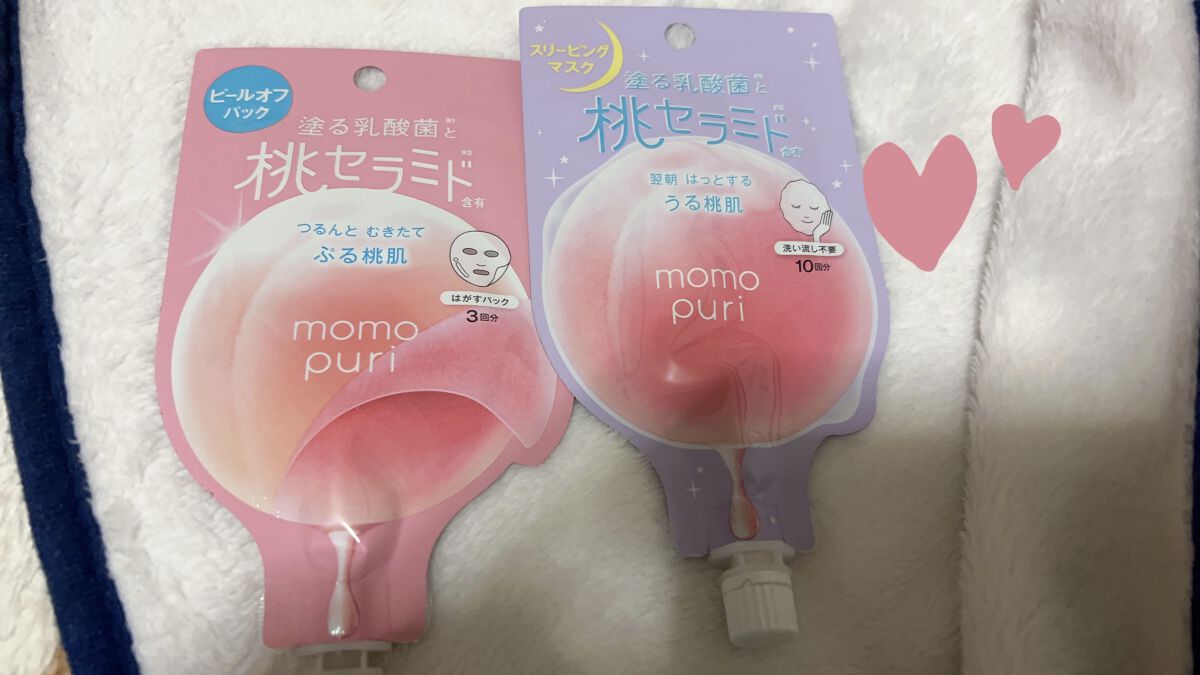 ピールオフ
パック
塗る乳酸菌※1と
桃セラミド※2
含有
つるんと むきたて
ぷる桃肌
はがすパック
3回分
momo
puri
スリーピング
マスク
塗る乳酸菌と
桃セラミド
含有
翌朝 はっとする
うる桃肌
洗い流し不要
10回分
momo
puri